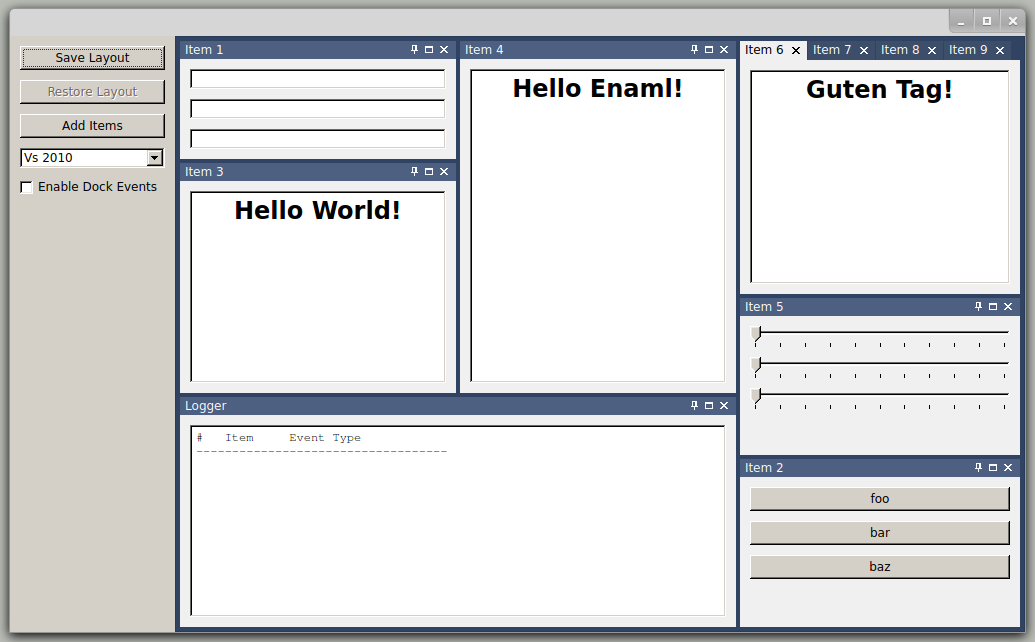 Save Layout
Restore Layout
Add Items
Vs 2010
Enable Dock Events
Item 1
Item 3
Hello World!
Item 4
Hello Enaml!
Logger
# Item Event Type
-----------------------------------
Item 6 Item 7 Item 8 Item 9
Guten Tag!
Item 5
Item 2
foo
bar
baz